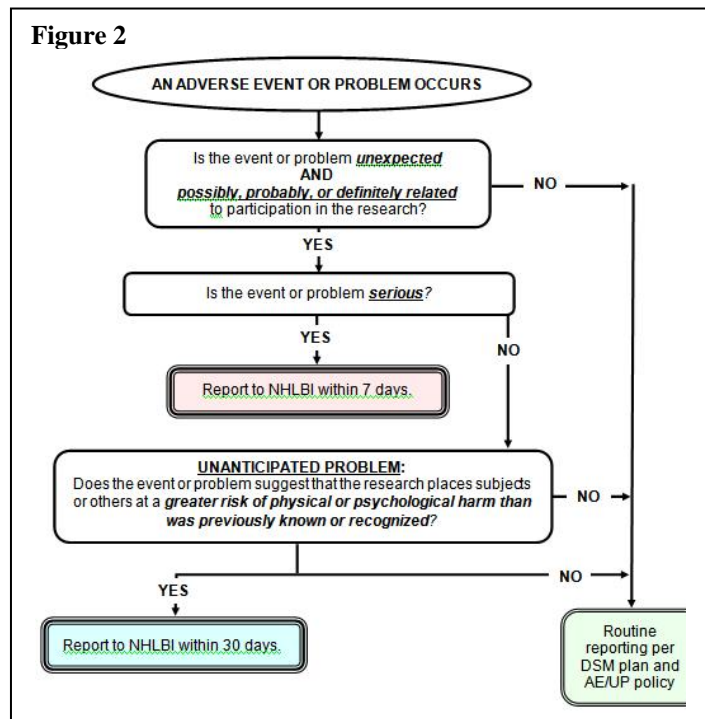 Figure 2
AN ADVERSE EVENT OR PROBLEM OCCURS
Is the event or problem unexpected
AND
possibly, probably, or definitely related
to participation in the research?
NO
YES
Is the event or problem serious?
YES
NO
Report to NHLBI within 7 days.
UNANTICIPATED PROBLEM:
Does the event or problem suggest that the research places subjects
or others at a greater risk of physical or psychological harm than
was previously known or recognized?
NO
NO
YES
Report to NHLBI within 30 days.
Routine
reporting per
DSM plan and
AE/UP policy